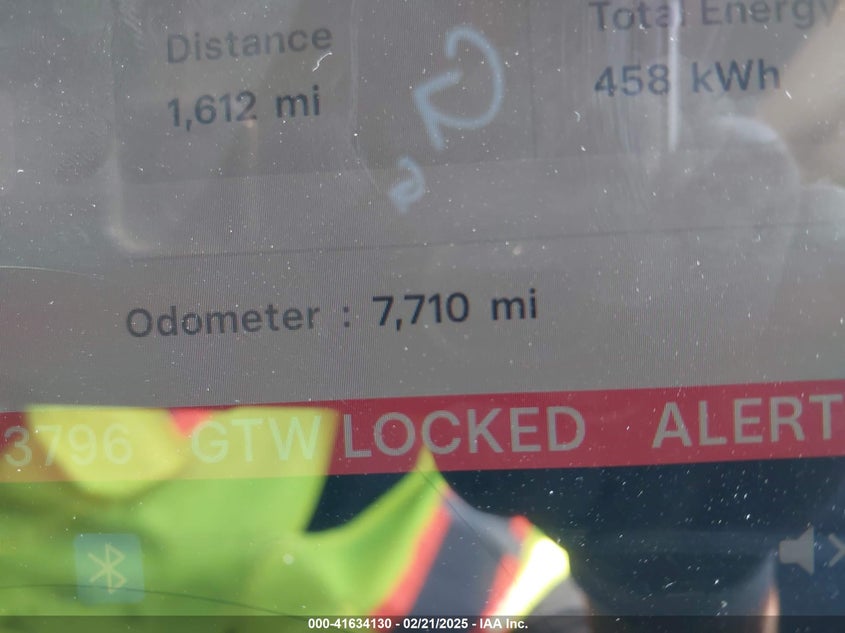 Distance
1,612 mi
Total Energy
458 kWh
Odometer : 7,710 mi
3796 GTW LOCKED ALERT
000-41634130 - 02/21/2025 - IAA Inc.